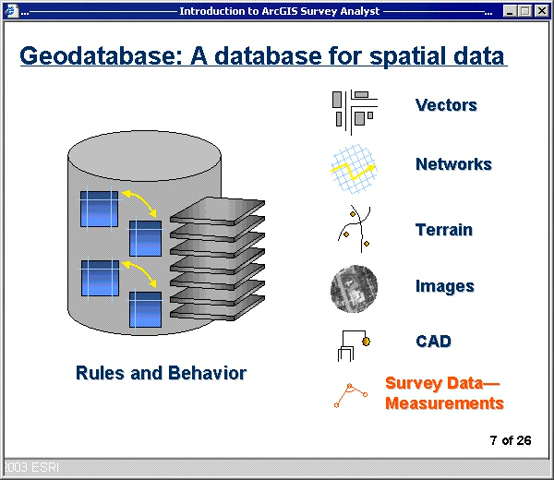 Introduction to ArcGIS Survey Analyst
Geodatabase: A database for spatial data
Vectors
Networks
Terrain
Images
CAD
Rules and Behavior
Survey Data—
Measurements
7 of 26
2003 ESRI